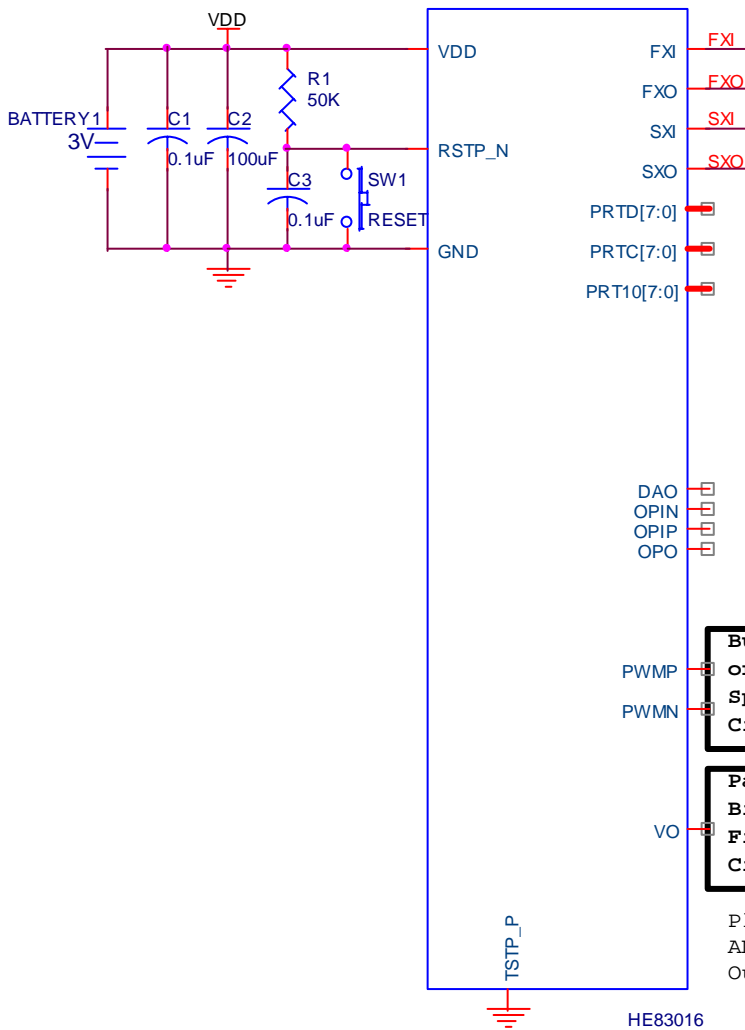 VDD
BATTERY1
3V
C1
0.1uF
C2
100uF
R1
50K
C3
0.1uF
SW1
RESET
VDD
RSTP_N
GND
FXI
FXO
SXI
SXO
PRTD[7:0]
PRTC[7:0]
PRT10[7:0]
DAO
OPIN
OPIP
OPO
PWMP
PWMN
VO
TSTP_P
HE83016
FXI
FXO
SXI
SXO